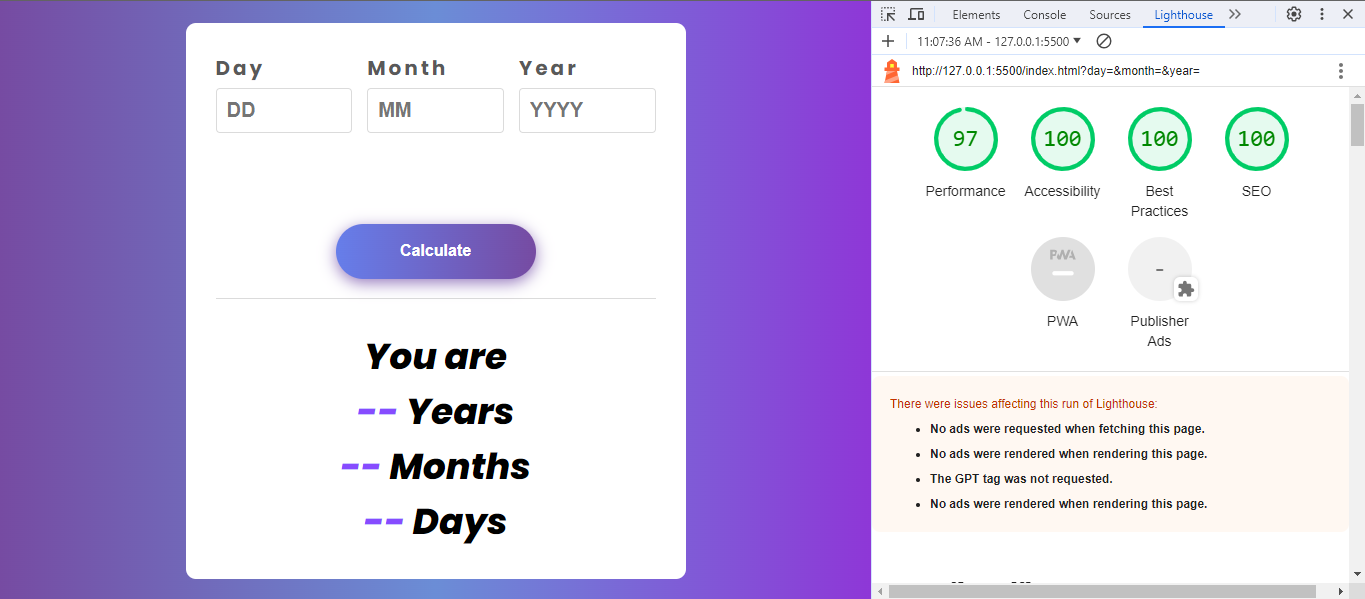 Day Month Year
DD MM YYYY
Calculate
You are
-- Years
-- Months
-- Days
Elements Console Sources Lighthouse
11:07:36 AM - 127.0.0.1:5500
http://127.0.0.1:5500/index.html?day=&month=&year=
97 100 100 100
Performance Accessibility Best Practices SEO
PWA -
PWA Publisher Ads
There were issues affecting this run of Lighthouse:
• No ads were requested when fetching this page.
• No ads were rendered when rendering this page.
• The GPT tag was not requested.
• No ads were rendered when rendering this page.